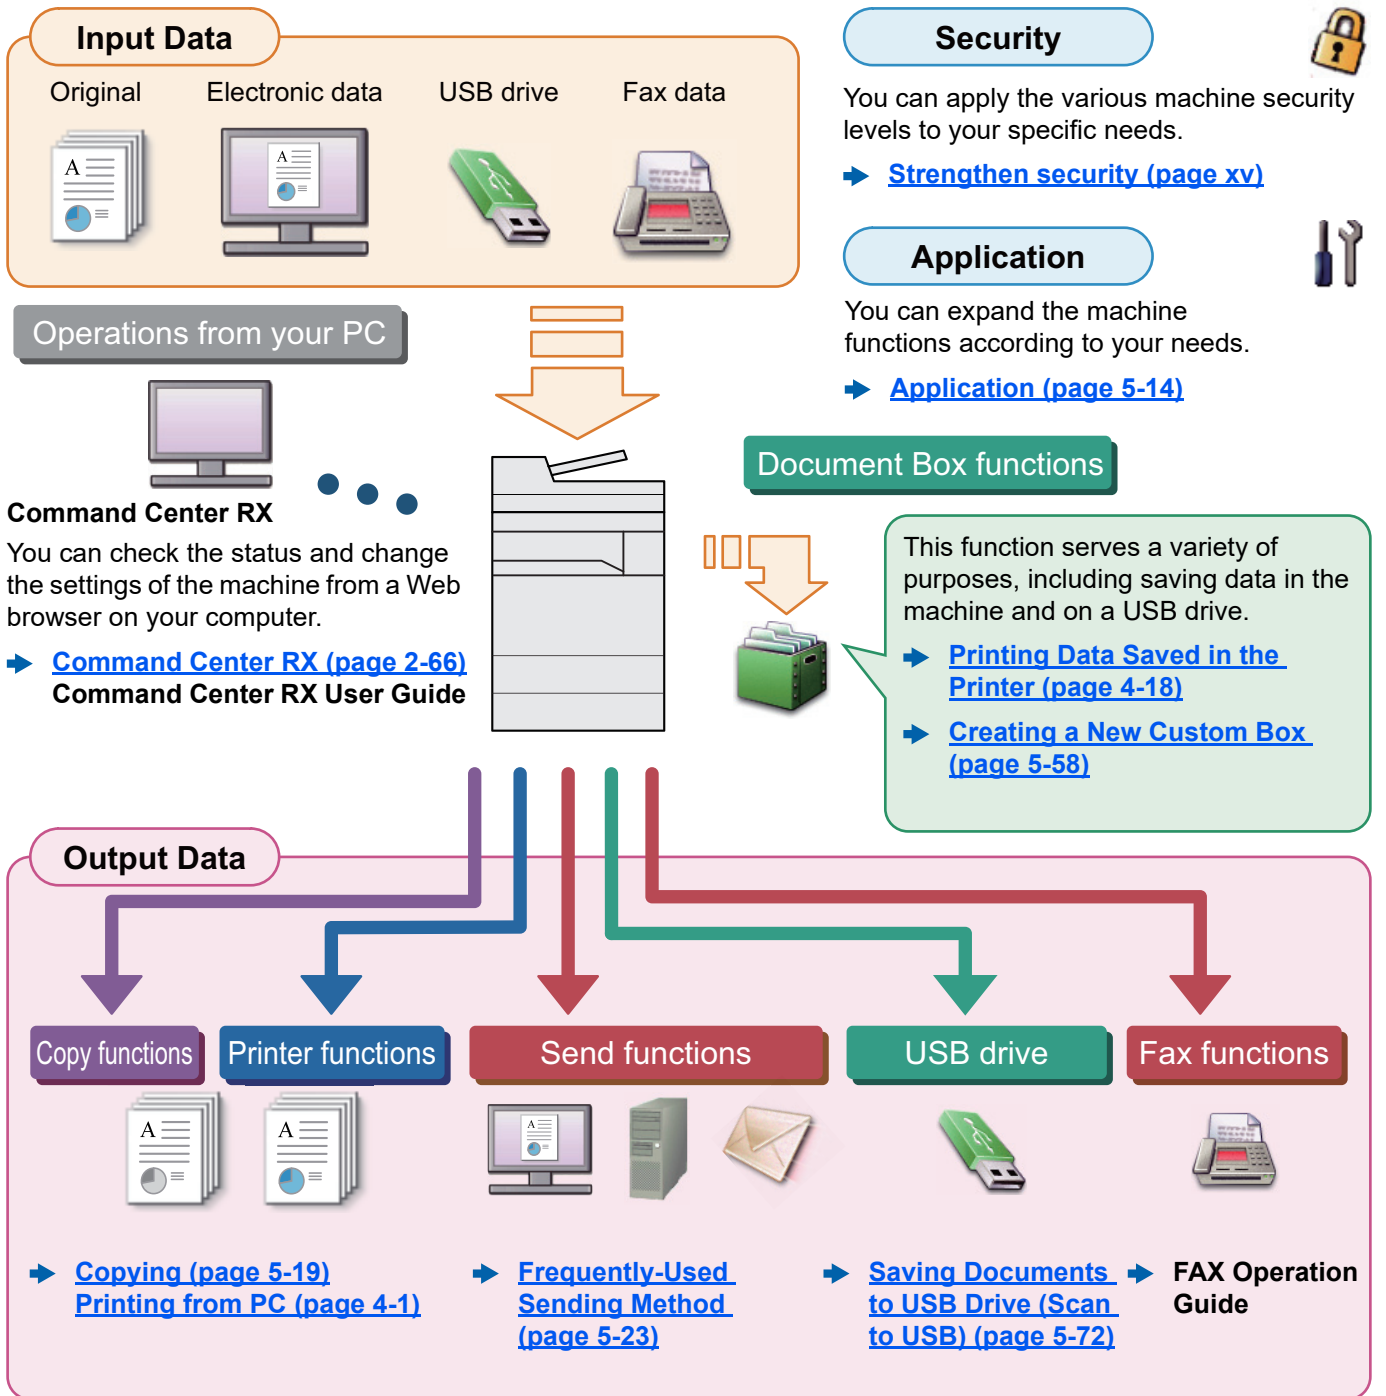 Input Data
Original
Electronic data
USB drive
Fax data
A
A
Security
You can apply the various machine security
levels to your specific needs.
Strengthen security (page xv)
Application
You can expand the machine
functions according to your needs.
Application (page 5-14)
Operations from your PC
Command Center RX
You can check the status and change
the settings of the machine from a Web
browser on your computer.
Command Center RX (page 2-66)
Command Center RX User Guide
Document Box functions
This function serves a variety of
purposes, including saving data in the
machine and on a USB drive.
Printing Data Saved in the
Printer (page 4-18)
Creating a New Custom Box
(page 5-58)
Output Data
Copy functions
Printer functions
Send functions
USB drive
Fax functions
A
A
A
Copying (page 5-19)
Printing from PC (page 4-1)
Frequently-Used
Sending Method
(page 5-23)
Saving Documents
to USB Drive (Scan
to USB) (page 5-72)
FAX Operation
Guide